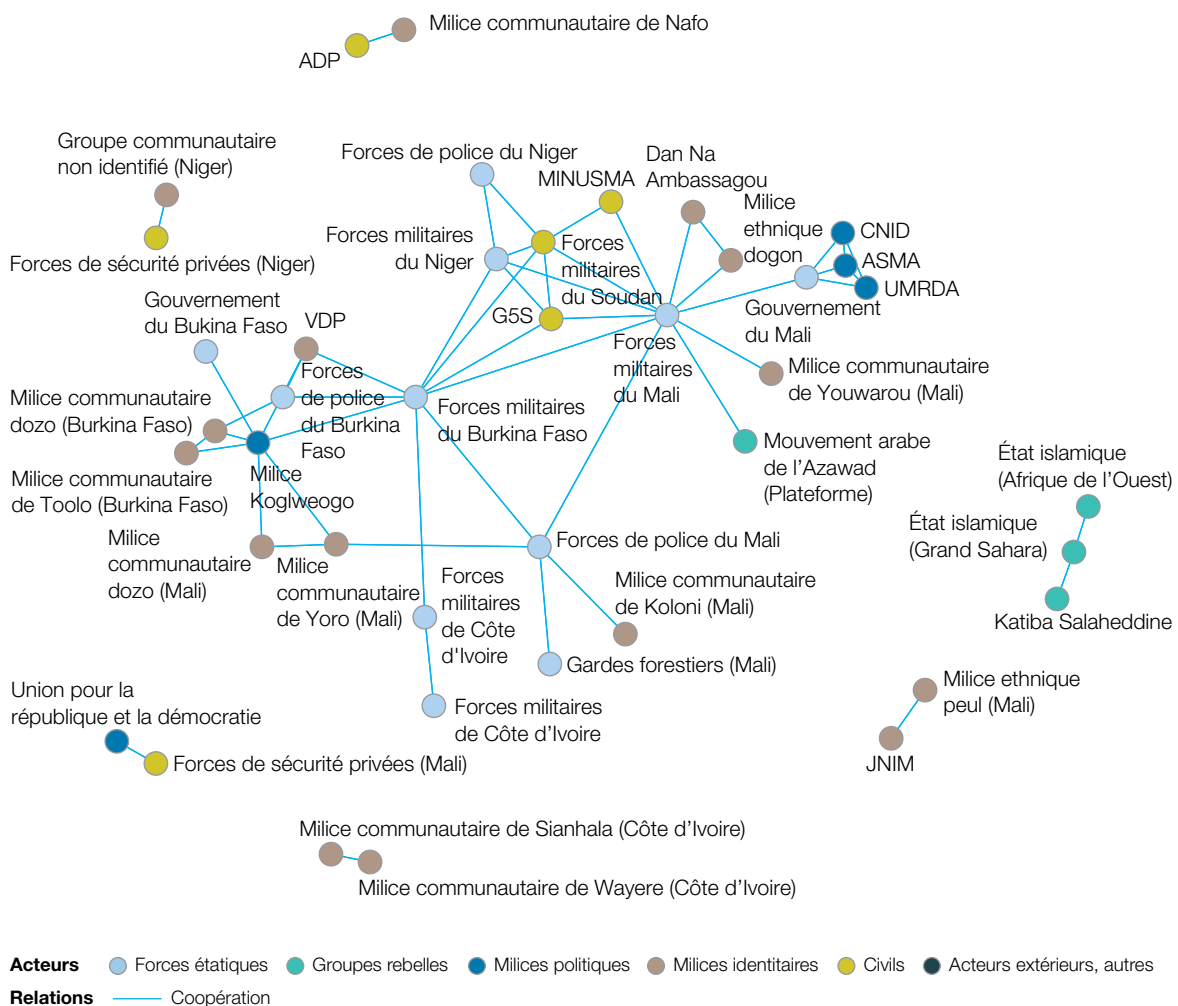 Milice communautaire de Nafo
ADP
Groupe communautaire
non identifié (Niger)
Forces de sécurité privées (Niger)
Forces de police du Niger
MINUSMA
Dan Na
Ambassagou
Milice
ethnique
dogon
CNID
ASMA
UMRDA
Forces militaires
du Niger
Forces
militaires
du Soudan
G5S
Gouvernement
du Mali
Gouvernement
du Bukina Faso
VDP
Forces
militaires
du Mali
Milice communautaire
de Youwarou (Mali)
Forces
de police
du Burkina
Faso
Milice communautaire
dozo (Burkina Faso)
Forces militaires
du Burkina Faso
Mouvement arabe
de l'Azawad
(Plateforme)
État islamique
(Afrique de l'Ouest)
Milice communautaire
de Toolo (Burkina Faso)
Milice
Koglweogo
État islamique
(Grand Sahara)
Katiba Salaheddine
Milice
communautaire
dozo (Mali)
Milice
communautaire
de Yoro (Mali)
Forces de police du Mali
Forces
militaires
de Côte
d'Ivoire
Milice communautaire
de Koloni (Mali)
Gardes forestiers (Mali)
Forces militaires
de Côte d'Ivoire
Milice ethnique
peul (Mali)
JNIM
Union pour la
république et la démocratie
Forces de sécurité privées (Mali)
Milice communautaire de Sianhala (Côte d'Ivoire)
Milice communautaire de Wayere (Côte d'Ivoire)
Acteurs Forces étatiques Groupes rebelles Milices politiques Milices identitaires Civils Acteurs extérieurs, autres
Relations Coopération